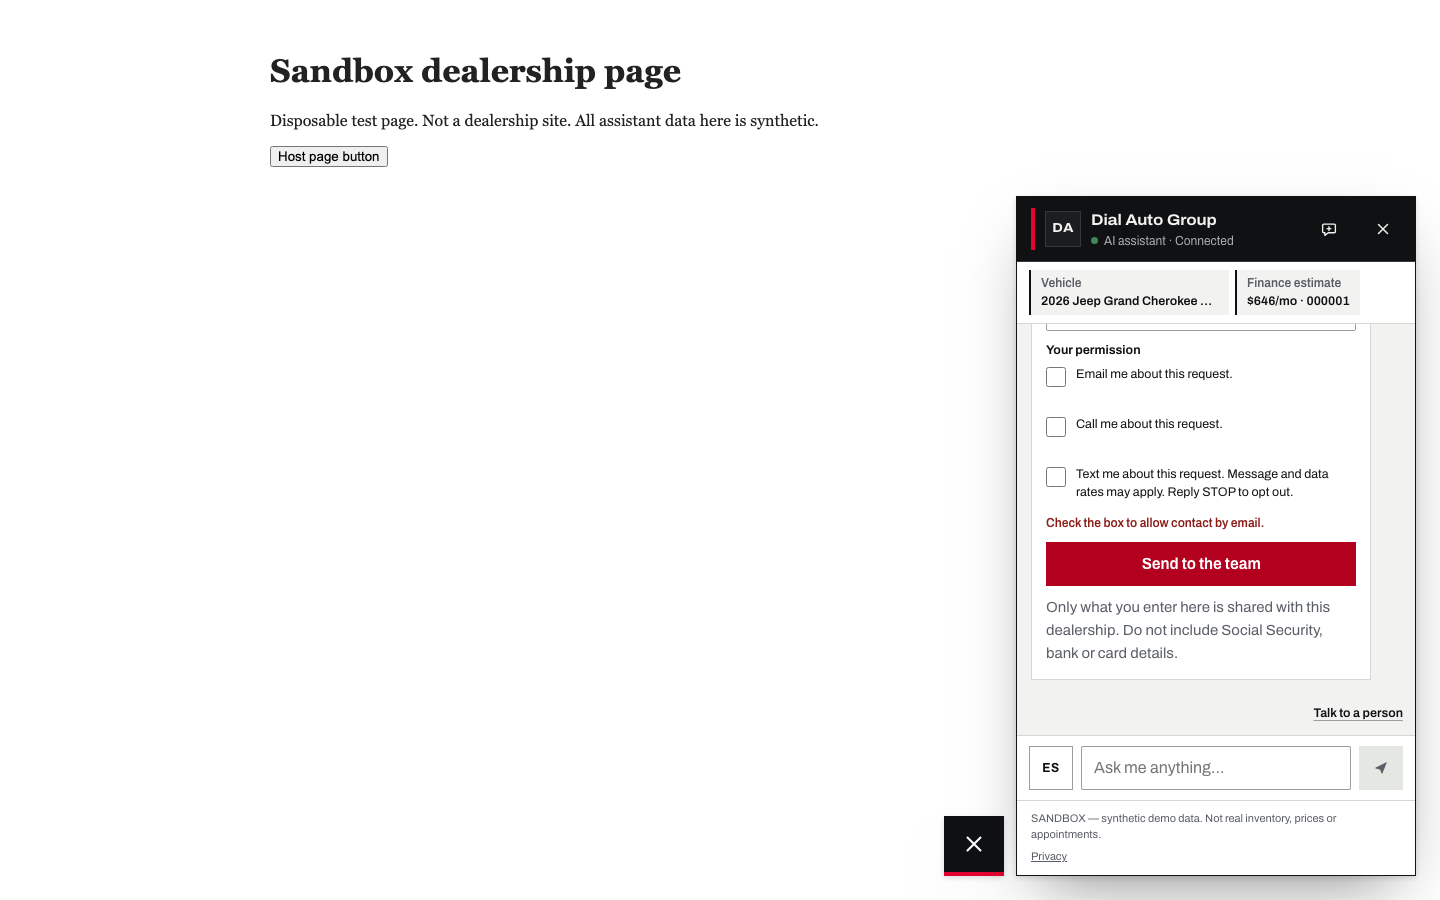 Sandbox dealership page
Disposable test page. Not a dealership site. All assistant data here is synthetic.
Host page button
DA
Dial Auto Group
AI assistant · Connected
Vehicle
2026 Jeep Grand Cherokee ...
Finance estimate
$646/mo · 000001
Your permission
Email me about this request.
Call me about this request.
Text me about this request. Message and data
rates may apply. Reply STOP to opt out.
Check the box to allow contact by email.
Send to the team
Only what you enter here is shared with this
dealership. Do not include Social Security,
bank or card details.
Talk to a person
ES
Ask me anything...
SANDBOX — synthetic demo data. Not real inventory, prices or
appointments.
Privacy